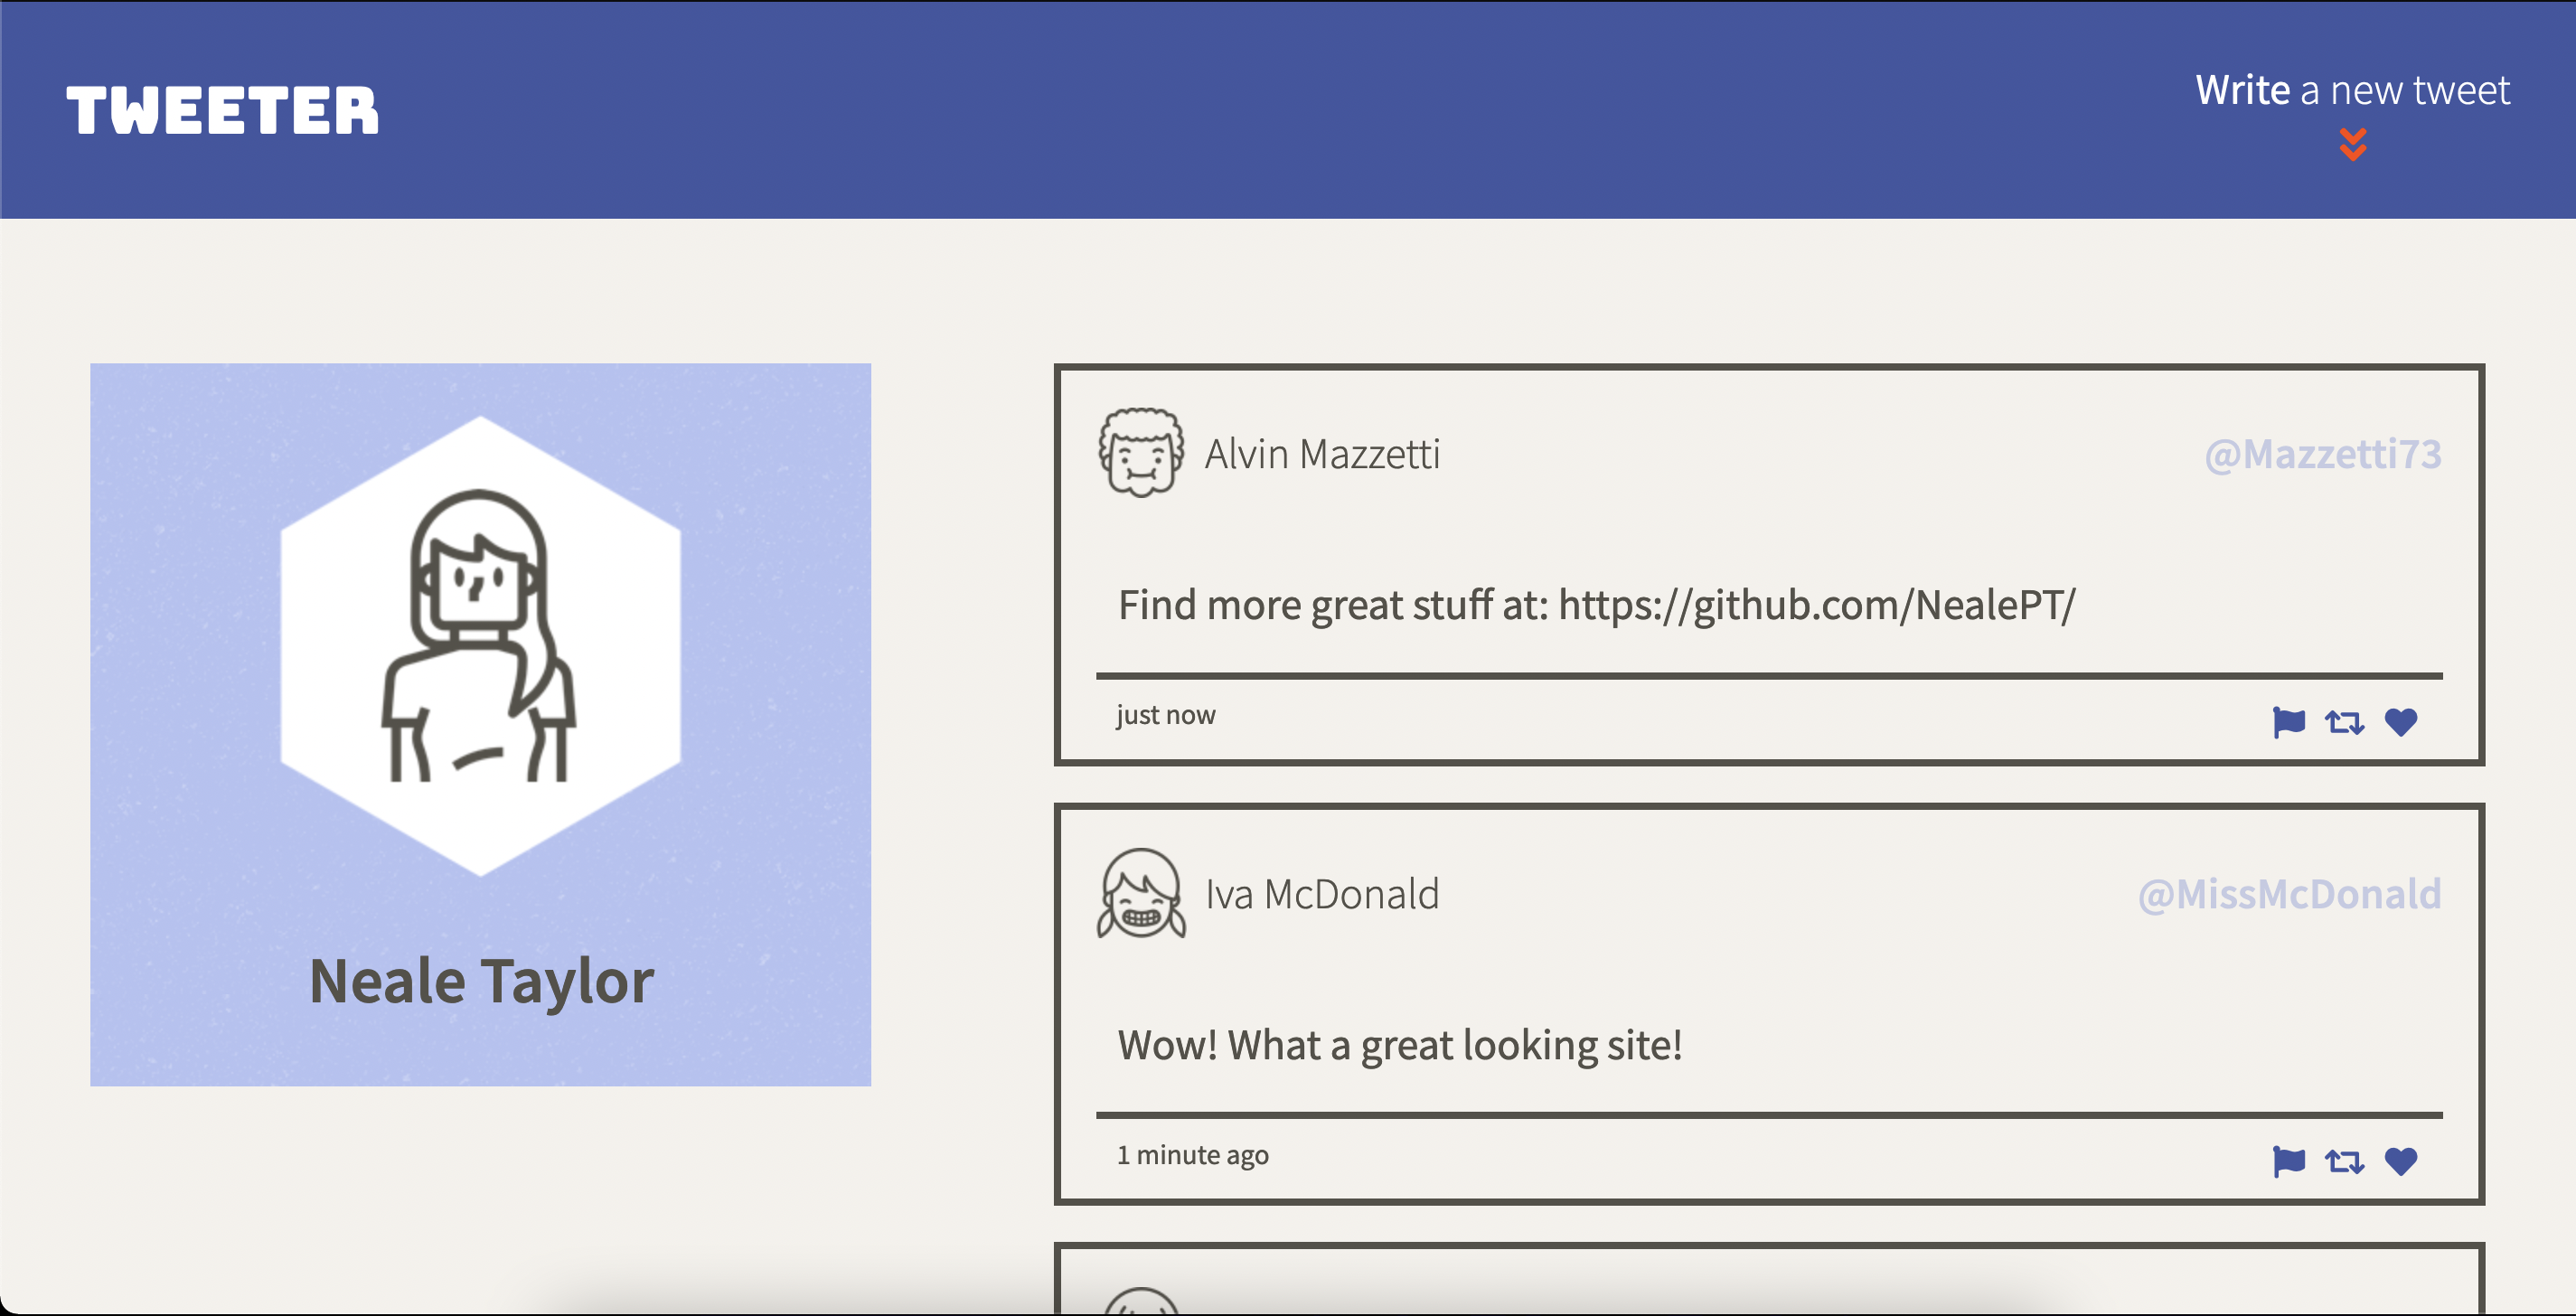 TWEETER
Write a new tweet
Neale Taylor
Alvin Mazzetti
@Mazzetti73
Find more great stuff at: https://github.com/NealePT/
just now
Iva McDonald
@MissMcDonald
Wow! What a great looking site!
1 minute ago